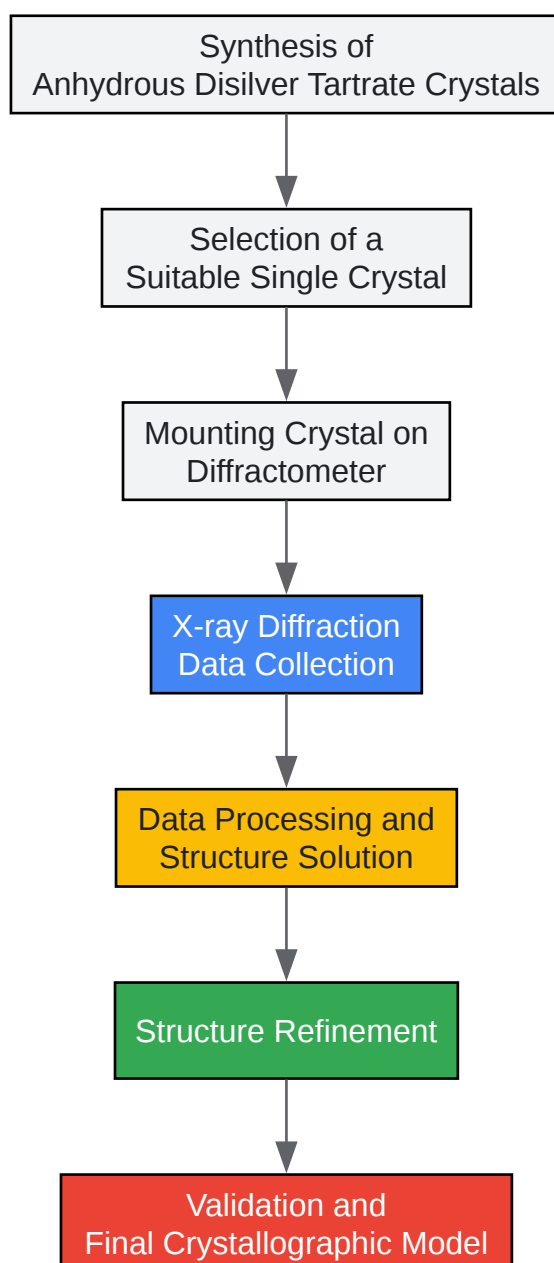 Synthesis of
Anhydrous Disilver Tartrate Crystals
Selection of a
Suitable Single Crystal
Mounting Crystal on
Diffractometer
X-ray Diffraction
Data Collection
Data Processing and
Structure Solution
Structure Refinement
Validation and
Final Crystallographic Model